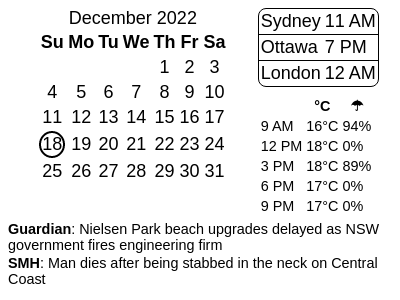 December 2022
Su Mo Tu We Th Fr Sa
1 2 3
4 5 6 7 8 9 10
11 12 13 14 15 16 17
18 19 20 21 22 23 24
25 26 27 28 29 30 31
Sydney 11 AM
Ottawa 7 PM
London 12 AM
°C ☂
9 AM 16°C 94%
12 PM 18°C 0%
3 PM 18°C 89%
6 PM 17°C 0%
9 PM 17°C 0%
Guardian: Nielsen Park beach upgrades delayed as NSW
government fires engineering firm
SMH: Man dies after being stabbed in the neck on Central
Coast